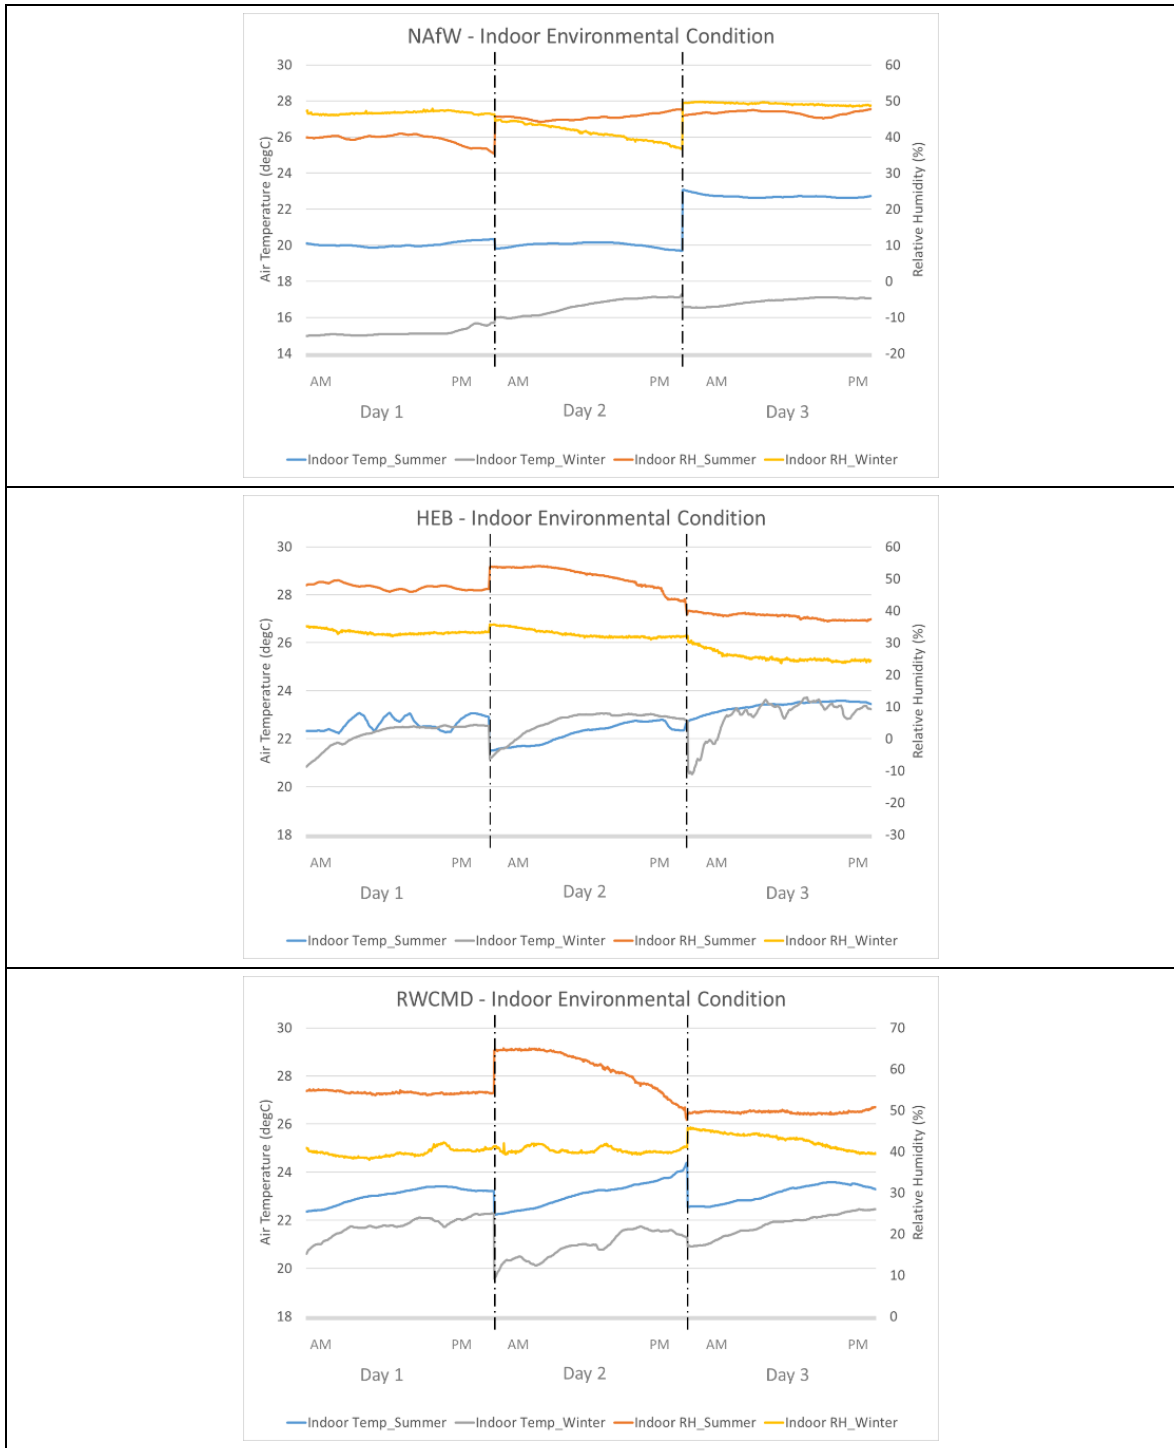 NAfW - Indoor Environmental Condition
30 60
28 50
26 40
24 30
22 20
20 10
18 0
16 -10
14 -20
Air Temperature (degC)
Relative Humidity (%)
AM PM AM PM AM PM
Day 1 Day 2 Day 3
Indoor Temp_Summer Indoor Temp_Winter Indoor RH_Summer Indoor RH_Winter
HEB - Indoor Environmental Condition
30 60
50
28 40
26 30
20
24 10
22 0
-10
20 -20
18 -30
Air Temperature (degC)
Relative Humidity (%)
AM PM AM PM AM PM
Day 1 Day 2 Day 3
Indoor Temp_Summer Indoor Temp_Winter Indoor RH_Summer Indoor RH_Winter
RWCMD - Indoor Environmental Condition
30 70
28 60
26 50
24 40
30
22 20
20 10
18 0
Air Temperature (degC)
Relative Humidity (%)
AM PM AM PM AM PM
Day 1 Day 2 Day 3
Indoor Temp_Summer Indoor Temp_Winter Indoor RH_Summer Indoor RH_Winter